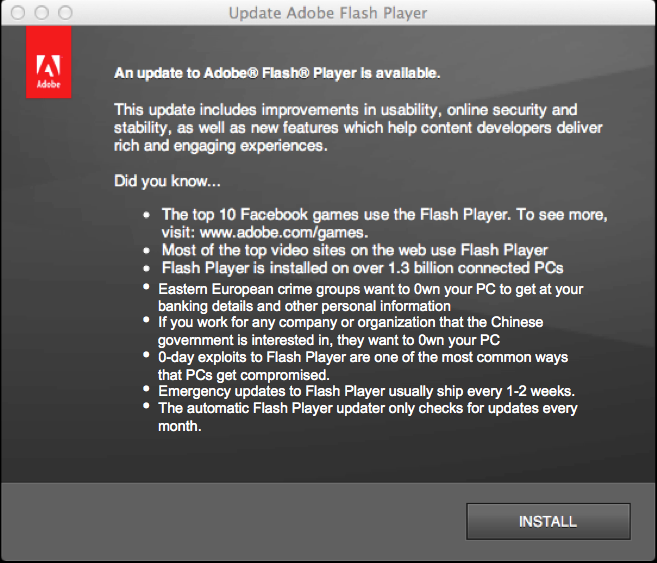 Update Adobe Flash Player
Adobe
An update to Adobe® Flash® Player is available.
This update includes improvements in usability, online security and
stability, as well as new features which help content developers deliver
rich and engaging experiences.
Did you know...
• The top 10 Facebook games use the Flash Player. To see more,
visit: www.adobe.com/games.
• Most of the top video sites on the web use Flash Player
• Flash Player is installed on over 1.3 billion connected PCs
• Eastern European crime groups want to 0wn your PC to get at your
banking details and other personal information
• If you work for any company or organization that the Chinese
government is interested in, they want to 0wn your PC
• 0-day exploits to Flash Player are one of the most common ways
that PCs get compromised.
• Emergency updates to Flash Player usually ship every 1-2 weeks.
• The automatic Flash Player updater only checks for updates every
month.
INSTALL